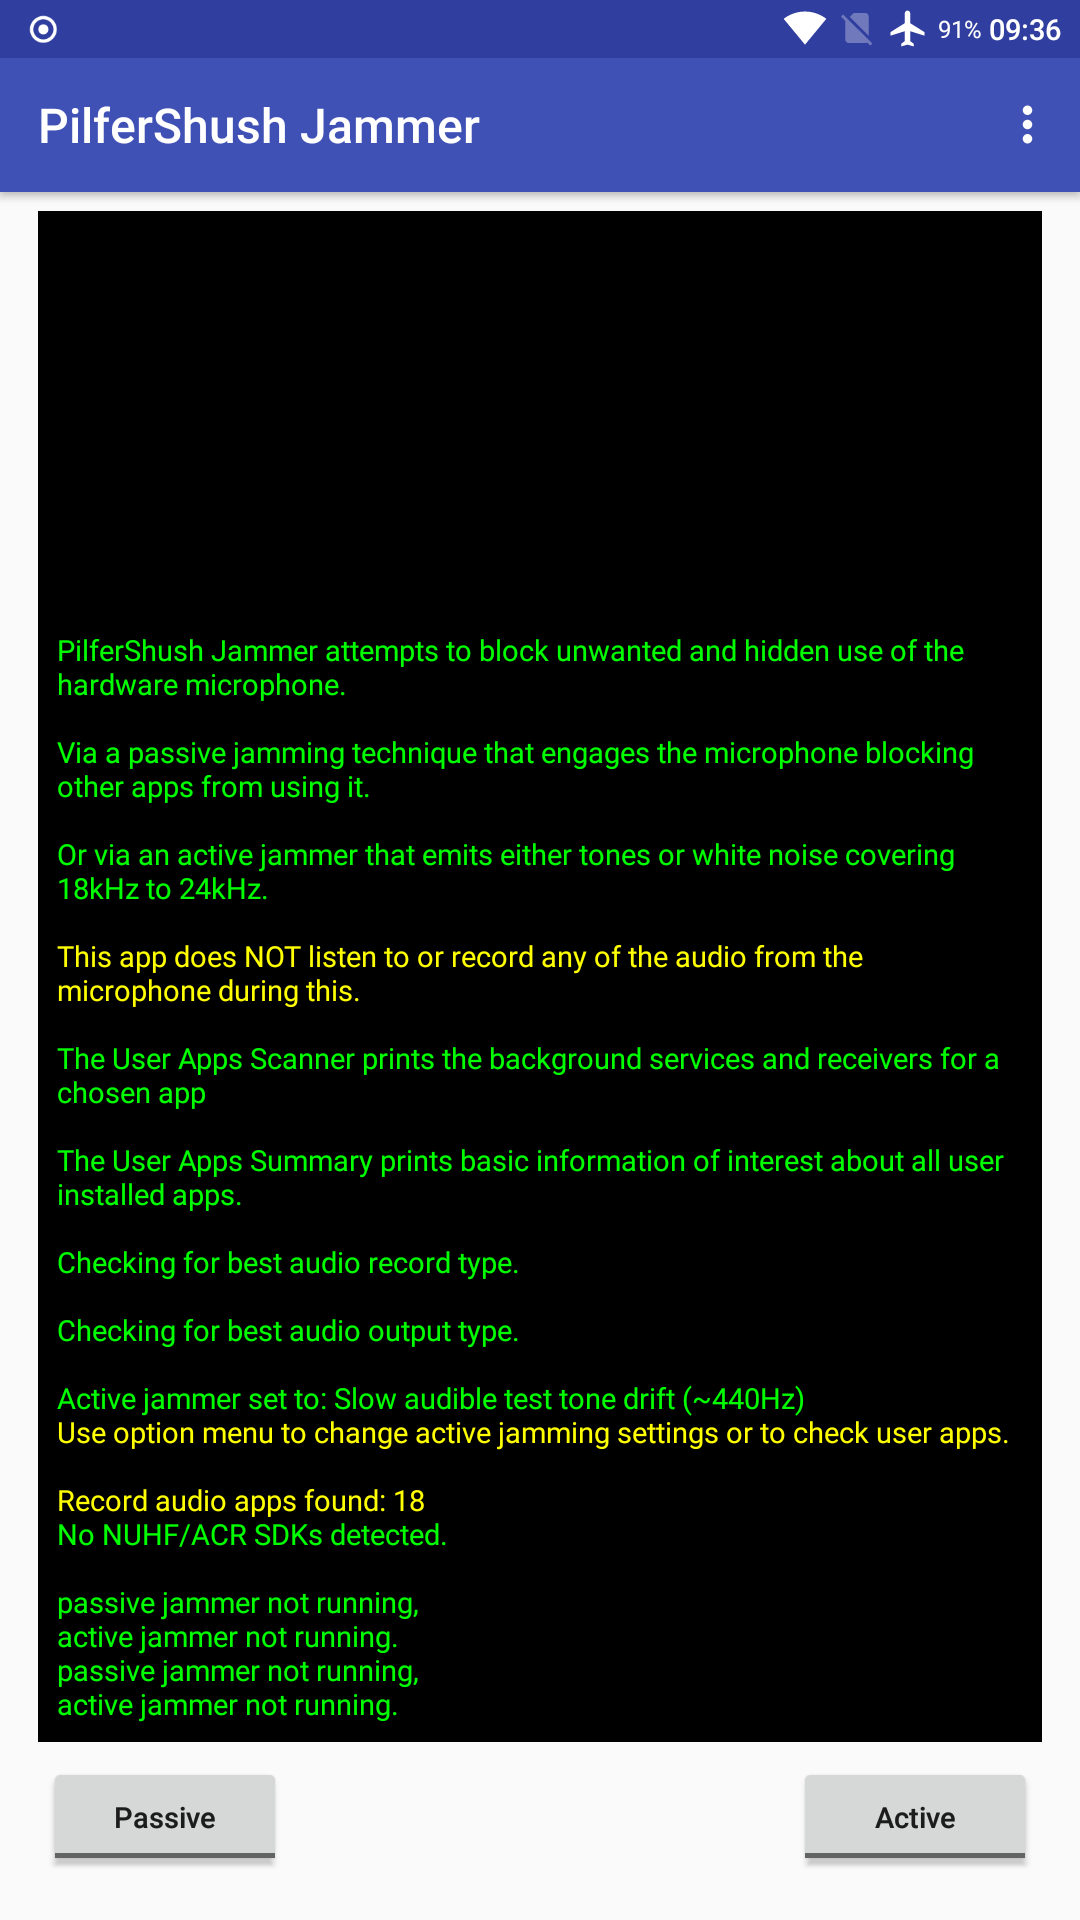 91% 09:36
PilferShush Jammer
PilferShush Jammer attempts to block unwanted and hidden use of the
hardware microphone.
Via a passive jamming technique that engages the microphone blocking
other apps from using it.
Or via an active jammer that emits either tones or white noise covering
18kHz to 24kHz.
This app does NOT listen to or record any of the audio from the
microphone during this.
The User Apps Scanner prints the background services and receivers for a
chosen app
The User Apps Summary prints basic information of interest about all user
installed apps.
Checking for best audio record type.
Checking for best audio output type.
Active jammer set to: Slow audible test tone drift (~440Hz)
Use option menu to change active jamming settings or to check user apps.
Record audio apps found: 18
No NUHF/ACR SDKs detected.
passive jammer not running,
active jammer not running.
passive jammer not running,
active jammer not running.
Passive
Active